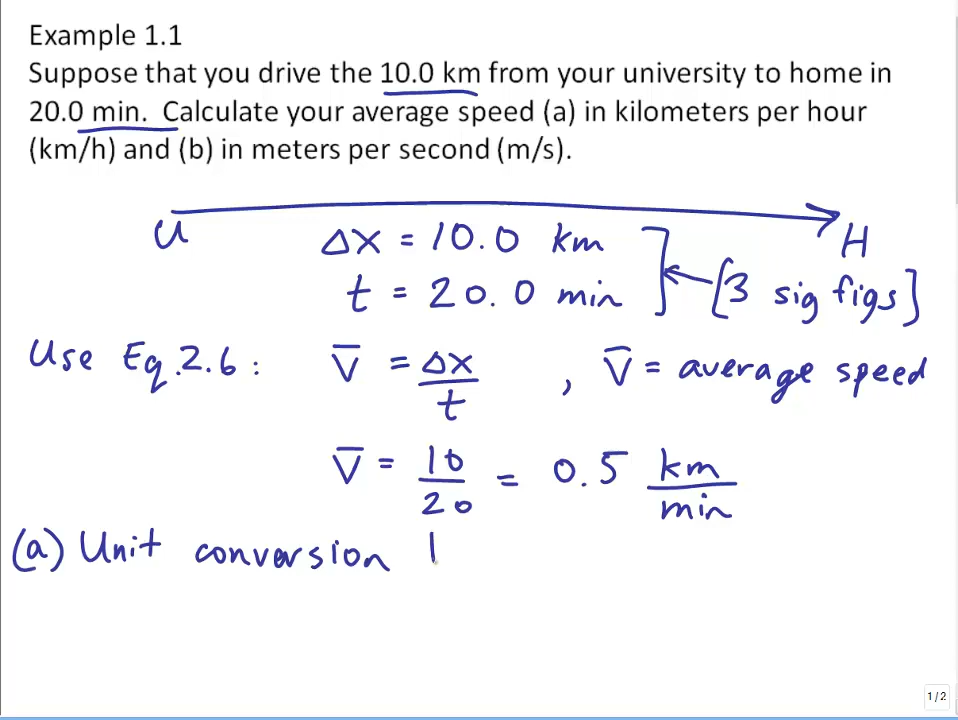 Example 1.1
Suppose that you drive the 10.0 km from your university to home in
20.0 min. Calculate your average speed (a) in kilometers per hour
(km/h) and (b) in meters per second (m/s).
U H
Δx = 10.0 km
t = 20.0 min ] ← [3 sig figs]
Use Eq.2.6: V̅ = Δx/t , V̅ = average speed
V̅ = 10/20 = 0.5 km/min
(a) Unit conversion 1
1/2